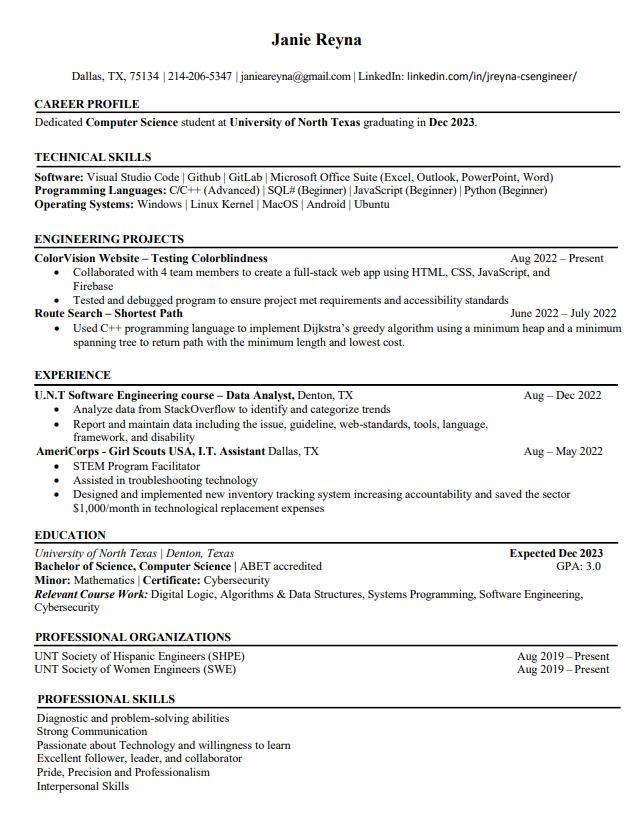 Janie Reyna
Dallas, TX, 75134 | 214-206-5347 | janieareyna@gmail.com | LinkedIn: linkedin.com/in/jreyna-csengineer/
CAREER PROFILE
Dedicated Computer Science student at University of North Texas graduating in Dec 2023.
TECHNICAL SKILLS
Software: Visual Studio Code | Github | GitLab | Microsoft Office Suite (Excel, Outlook, PowerPoint, Word)
Programming Languages: C/C++ (Advanced) | SQL# (Beginner) | JavaScript (Beginner) | Python (Beginner)
Operating Systems: Windows | Linux Kernel | MacOS | Android | Ubuntu
ENGINEERING PROJECTS
ColorVision Website – Testing Colorblindness Aug 2022 – Present
• Collaborated with 4 team members to create a full-stack web app using HTML, CSS, JavaScript, and
Firebase
• Tested and debugged program to ensure project met requirements and accessibility standards
Route Search – Shortest Path June 2022 – July 2022
• Used C++ programming language to implement Dijkstra's greedy algorithm using a minimum heap and a minimum
spanning tree to return path with the minimum length and lowest cost.
EXPERIENCE
U.N.T Software Engineering course – Data Analyst, Denton, TX Aug – Dec 2022
• Analyze data from StackOverflow to identify and categorize trends
• Report and maintain data including the issue, guideline, web-standards, tools, language,
framework, and disability
AmeriCorps - Girl Scouts USA, I.T. Assistant Dallas, TX Aug – May 2022
• STEM Program Facilitator
• Assisted in troubleshooting technology
• Designed and implemented new inventory tracking system increasing accountability and saved the sector
$1,000/month in technological replacement expenses
EDUCATION
University of North Texas | Denton, Texas Expected Dec 2023
Bachelor of Science, Computer Science | ABET accredited GPA: 3.0
Minor: Mathematics | Certificate: Cybersecurity
Relevant Course Work: Digital Logic, Algorithms & Data Structures, Systems Programming, Software Engineering,
Cybersecurity
PROFESSIONAL ORGANIZATIONS
UNT Society of Hispanic Engineers (SHPE) Aug 2019 – Present
UNT Society of Women Engineers (SWE) Aug 2019 – Present
PROFESSIONAL SKILLS
Diagnostic and problem-solving abilities
Strong Communication
Passionate about Technology and willingness to learn
Excellent follower, leader, and collaborator
Pride, Precision and Professionalism
Interpersonal Skills